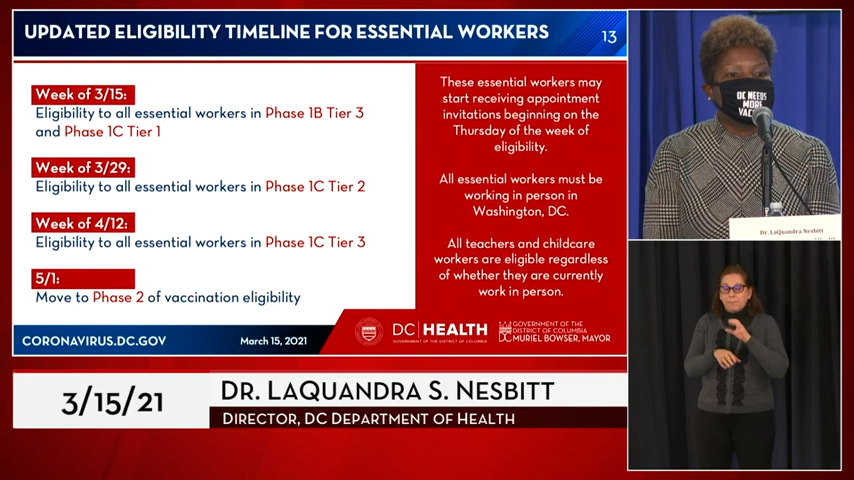 UPDATED ELIGIBILITY TIMELINE FOR ESSENTIAL WORKERS
13
Week of 3/15:
Eligibility to all essential workers in Phase 1B Tier 3
and Phase 1C Tier 1
Week of 3/29:
Eligibility to all essential workers in Phase 1C Tier 2
Week of 4/12:
Eligibility to all essential workers in Phase 1C Tier 3
5/1:
Move to Phase 2 of vaccination eligibility
These essential workers may
start receiving appointment
invitations beginning on the
Thursday of the week of
eligibility.
All essential workers must be
working in person in
Washington, DC.
All teachers and childcare
workers are eligible regardless
of whether they are currently
work in person.
CORONAVIRUS.DC.GOV
March 15, 2021
DC HEALTH
GOVERNMENT OF THE DISTRICT OF COLUMBIA
GOVERNMENT OF THE
DISTRICT OF COLUMBIA
DC MURIEL BOWSER, MAYOR
DC NEEDS
MORE
Dr. LaQuandra Nesbitt
3/15/21
DR. LAQUANDRA S. NESBITT
DIRECTOR, DC DEPARTMENT OF HEALTH